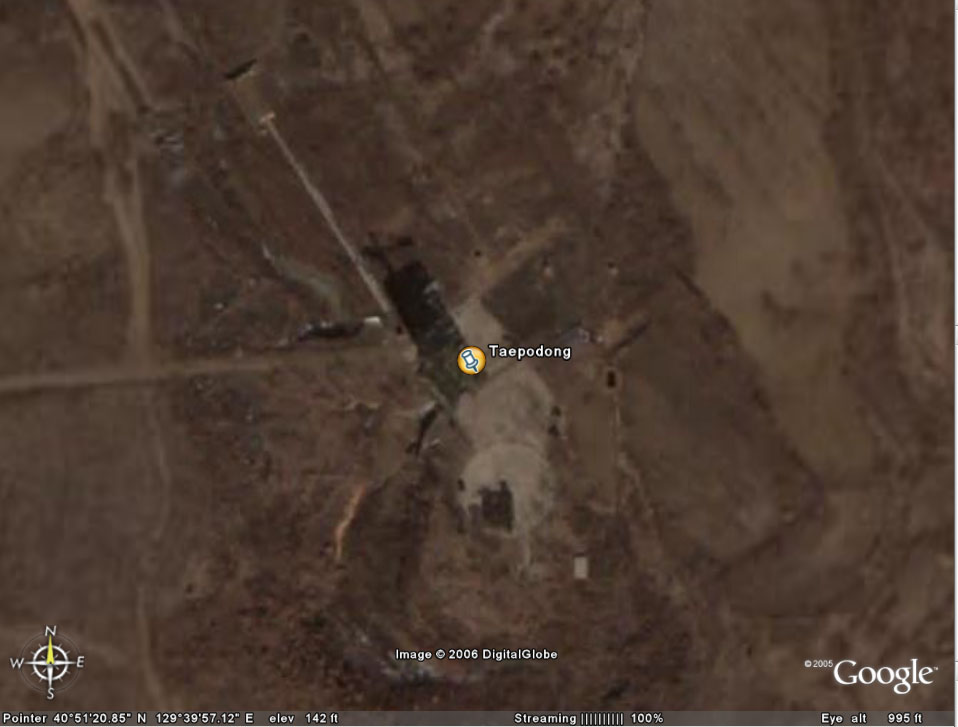 Taepodong
N
W E
S
Image © 2006 DigitalGlobe
© 2005 Google™
Pointer 40°51'20.85" N 129°39'57.12" E elev 142 ft Streaming |||||||||| 100% Eye alt 995 ft